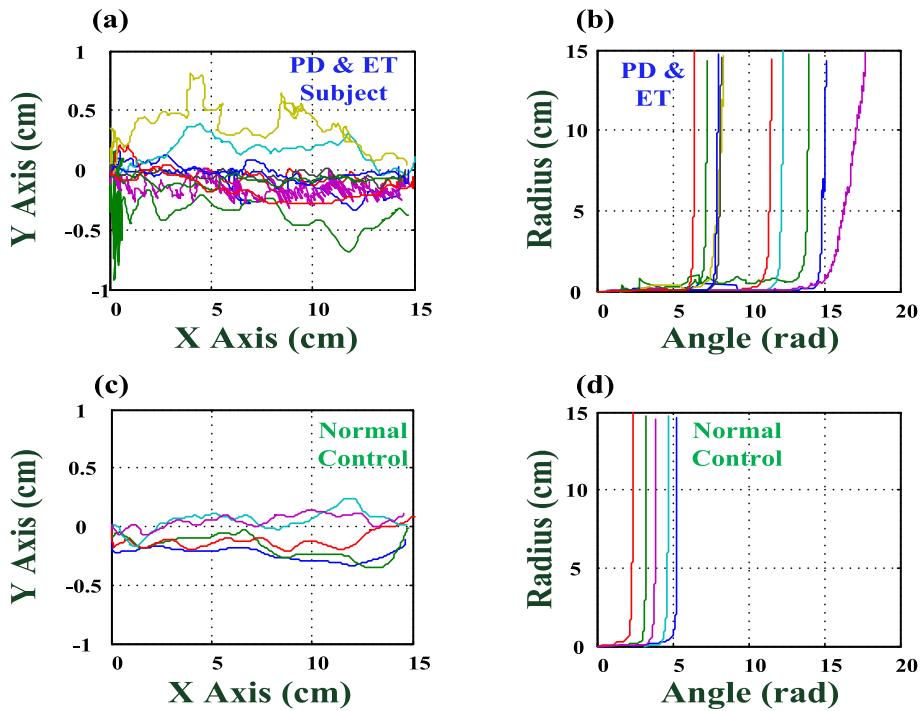 (a)
1
0.5
0
-0.5
-1
Y Axis (cm)
PD & ET
Subject
0
5
10
15
X Axis (cm)
(b)
15
10
5
0
Radius (cm)
PD &
ET
0
5
10
15
20
Angle (rad)
(c)
1
0.5
0
-0.5
-1
Y Axis (cm)
Normal
Control
0
5
10
15
X Axis (cm)
(d)
15
10
5
0
Radius (cm)
Normal
Control
0
5
10
15
20
Angle (rad)